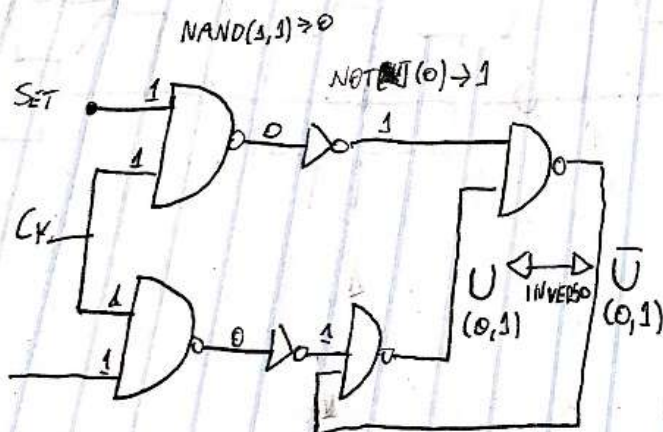 NAND(1,1)→0
NOT (0)→1
SET
1
0
1
1
CK
U
Ū
INVERSO
(0,1)
(0,1)
1
0
1
1